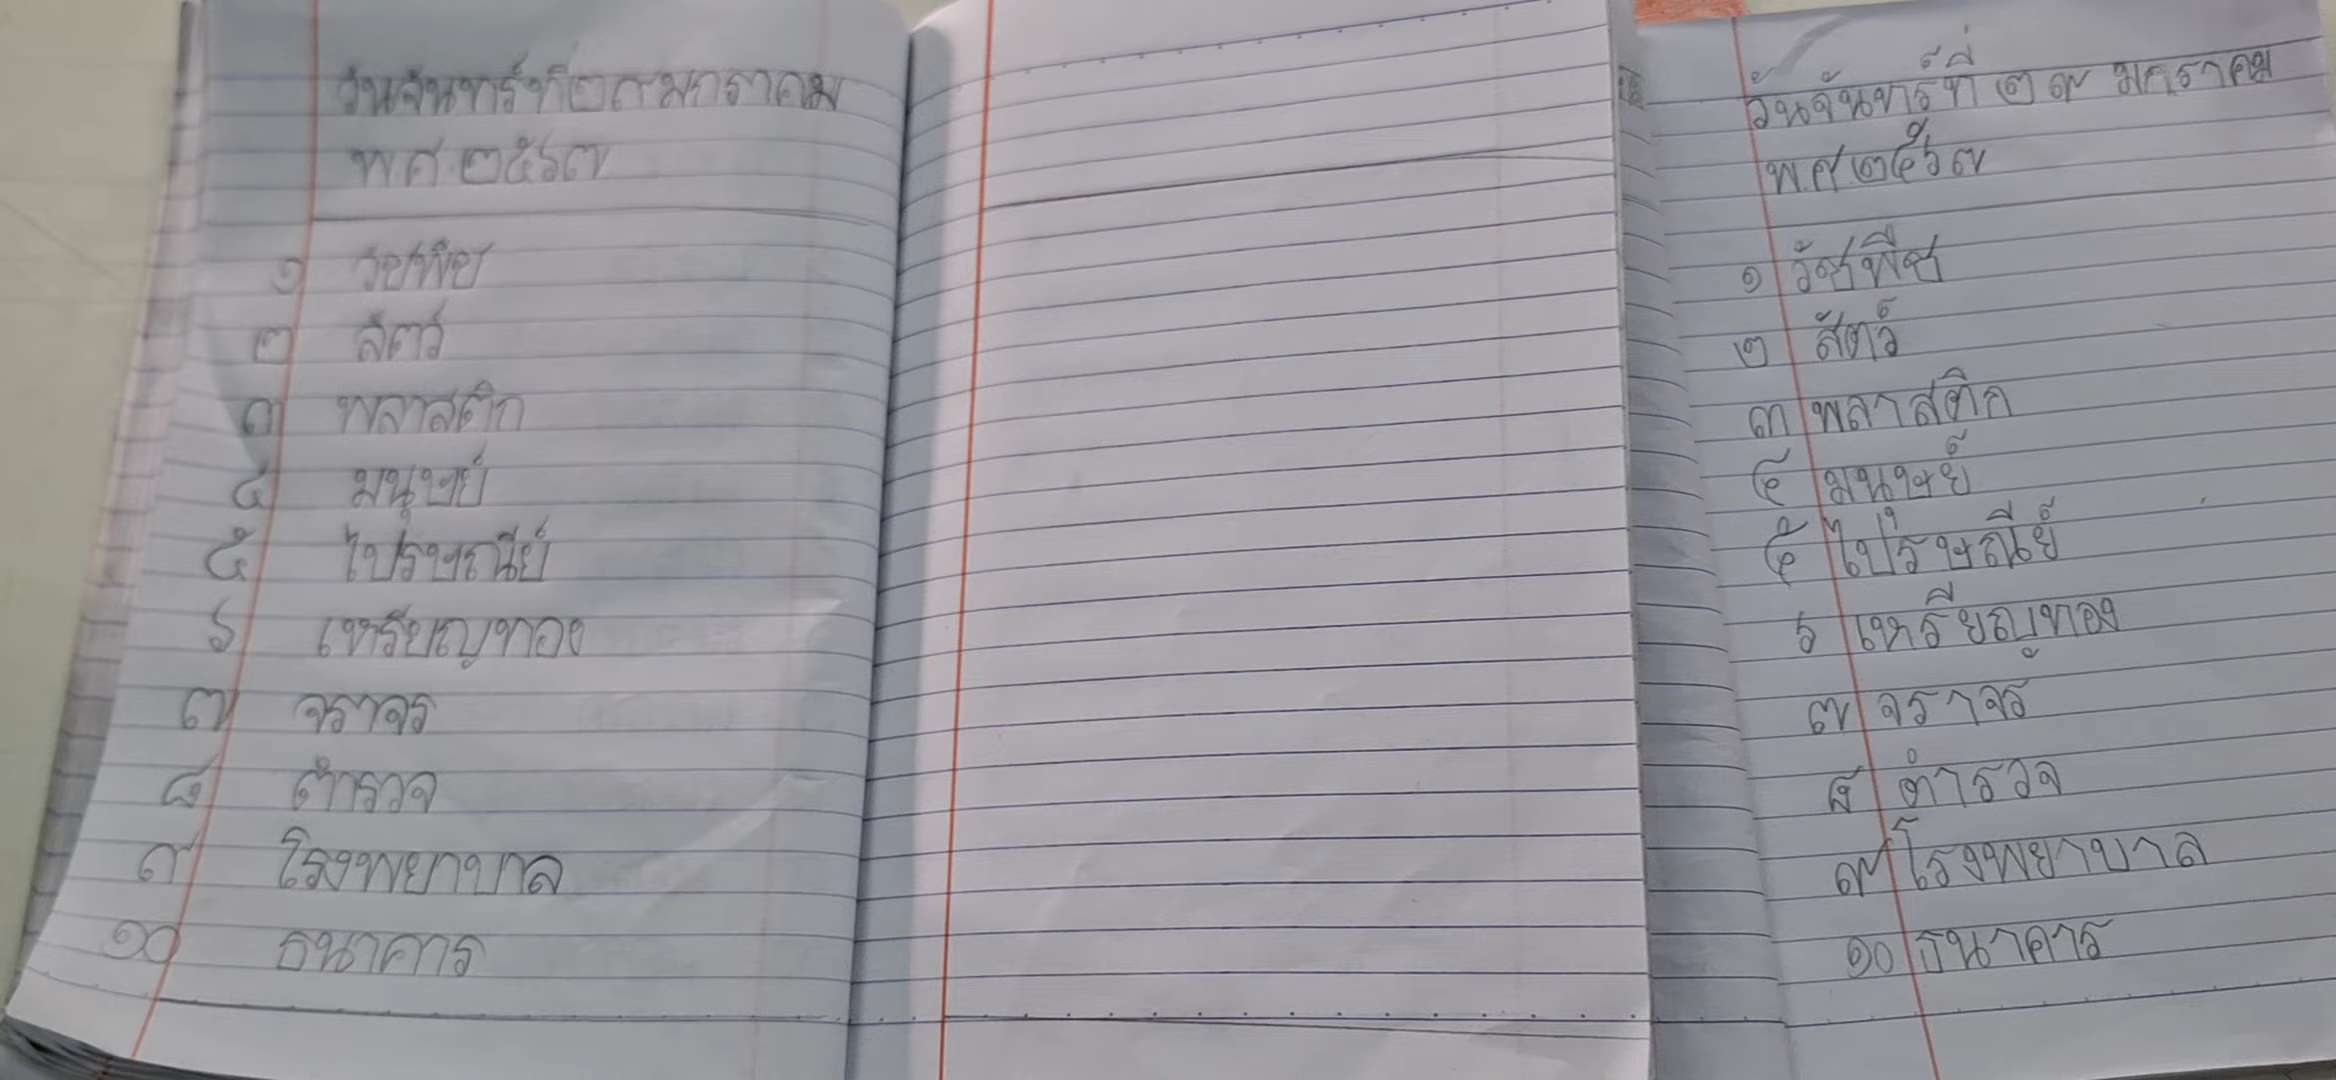 วันจันทร์ที่๒๙มกราคม
พ.ศ.๒๕๖๗
๑ วัชพืช
๒ สัตว์
๓ พลาสติก
๔ มนุษย์
๕ ไปรษณีย์
๖ เหรียญทอง
๗ จราจร
๘ ตำรวจ
๙ โรงพยาบาล
๑๐ ธนาคาร
วันจันทร์ที่ ๒๙ มกราคม
พ.ศ.๒๕๖๗
๑ วัชพืช
๒ สัตว์
๓ พลาสติก
๔ มนุษย์
๕ ไปรษณีย์
๖ เหรียญทอง
๗ จราจร
๘ ตำรวจ
๙ โรงพยาบาล
๑๐ ธนาคาร